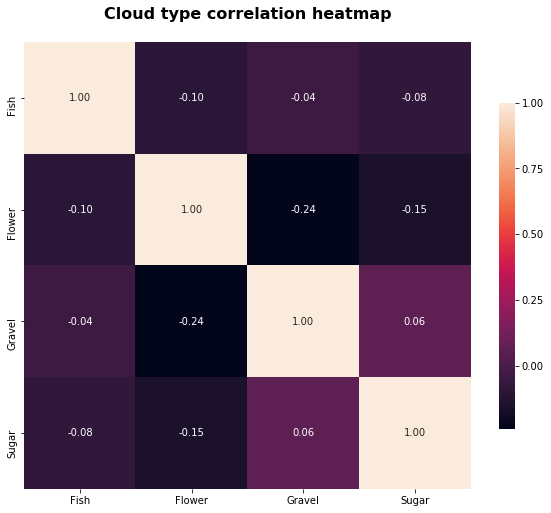 Cloud type correlation heatmap
Fish 1.00 -0.10 -0.04 -0.08
Flower -0.10 1.00 -0.24 -0.15
Gravel -0.04 -0.24 1.00 0.06
Sugar -0.08 -0.15 0.06 1.00
Fish Flower Gravel Sugar
1.00
0.75
0.50
0.25
0.00